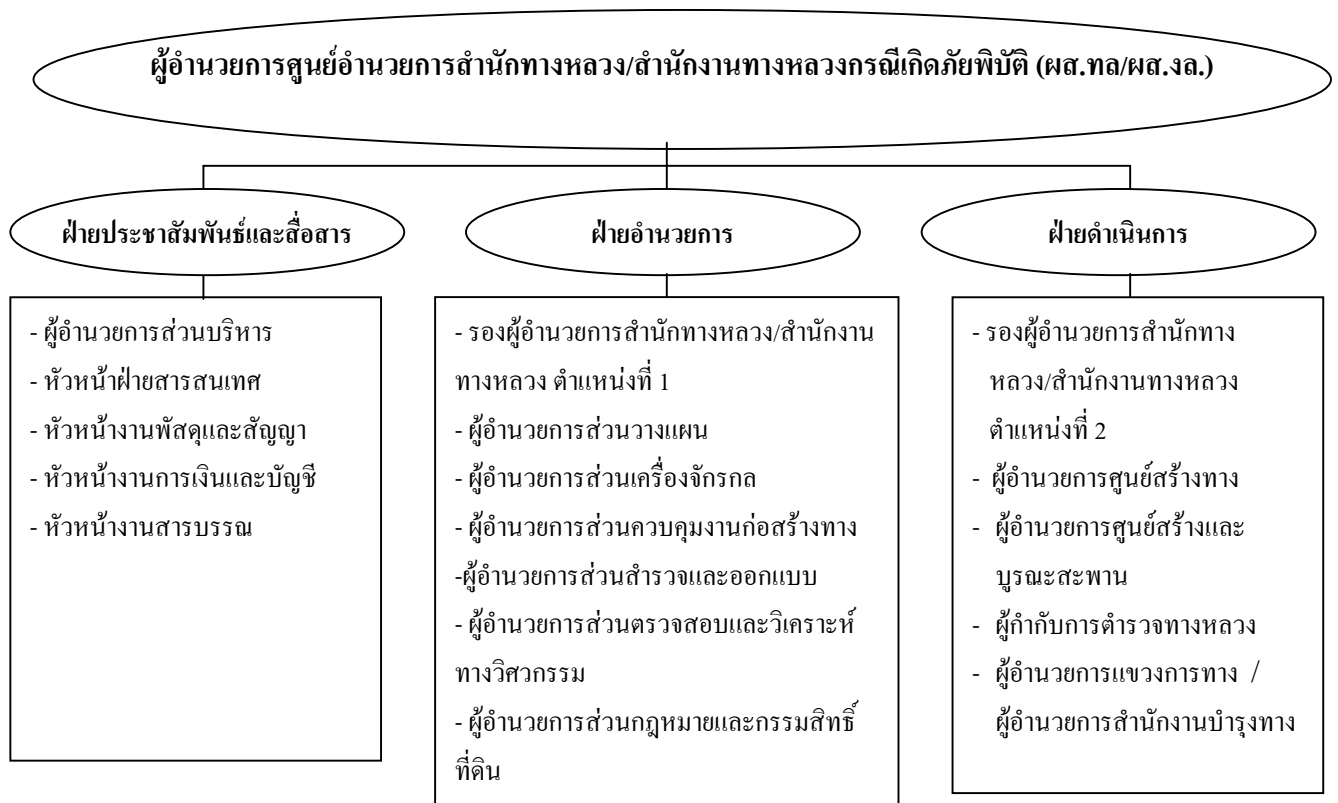 ผู้อำนวยการศูนย์อำนวยการสำนักทางหลวง/สำนักงานทางหลวงกรณีเกิดภัยพิบัติ (ผส.ทล/ผส.งล.)
ฝ่ายประชาสัมพันธ์และสื่อสาร
- ผู้อำนวยการส่วนบริหาร
- หัวหน้าฝ่ายสารสนเทศ
- หัวหน้างานพัสดุและสัญญา
- หัวหน้างานการเงินและบัญชี
- หัวหน้างานสารบรรณ
ฝ่ายอำนวยการ
- รองผู้อำนวยการสำนักทางหลวง/สำนักงาน
ทางหลวง ตำแหน่งที่ 1
- ผู้อำนวยการส่วนวางแผน
- ผู้อำนวยการส่วนเครื่องจักรกล
- ผู้อำนวยการส่วนควบคุมงานก่อสร้างทาง
-ผู้อำนวยการส่วนสำรวจและออกแบบ
- ผู้อำนวยการส่วนตรวจสอบและวิเคราะห์
ทางวิศวกรรม
- ผู้อำนวยการส่วนกฎหมายและกรรมสิทธิ์
ที่ดิน
ฝ่ายดำเนินการ
- รองผู้อำนวยการสำนักทาง
หลวง/สำนักงานทางหลวง
ตำแหน่งที่ 2
- ผู้อำนวยการศูนย์สร้างทาง
- ผู้อำนวยการศูนย์สร้างและ
บูรณะสะพาน
- ผู้กำกับการตำรวจทางหลวง
- ผู้อำนวยการแขวงการทาง /
ผู้อำนวยการสำนักงานบำรุงทาง